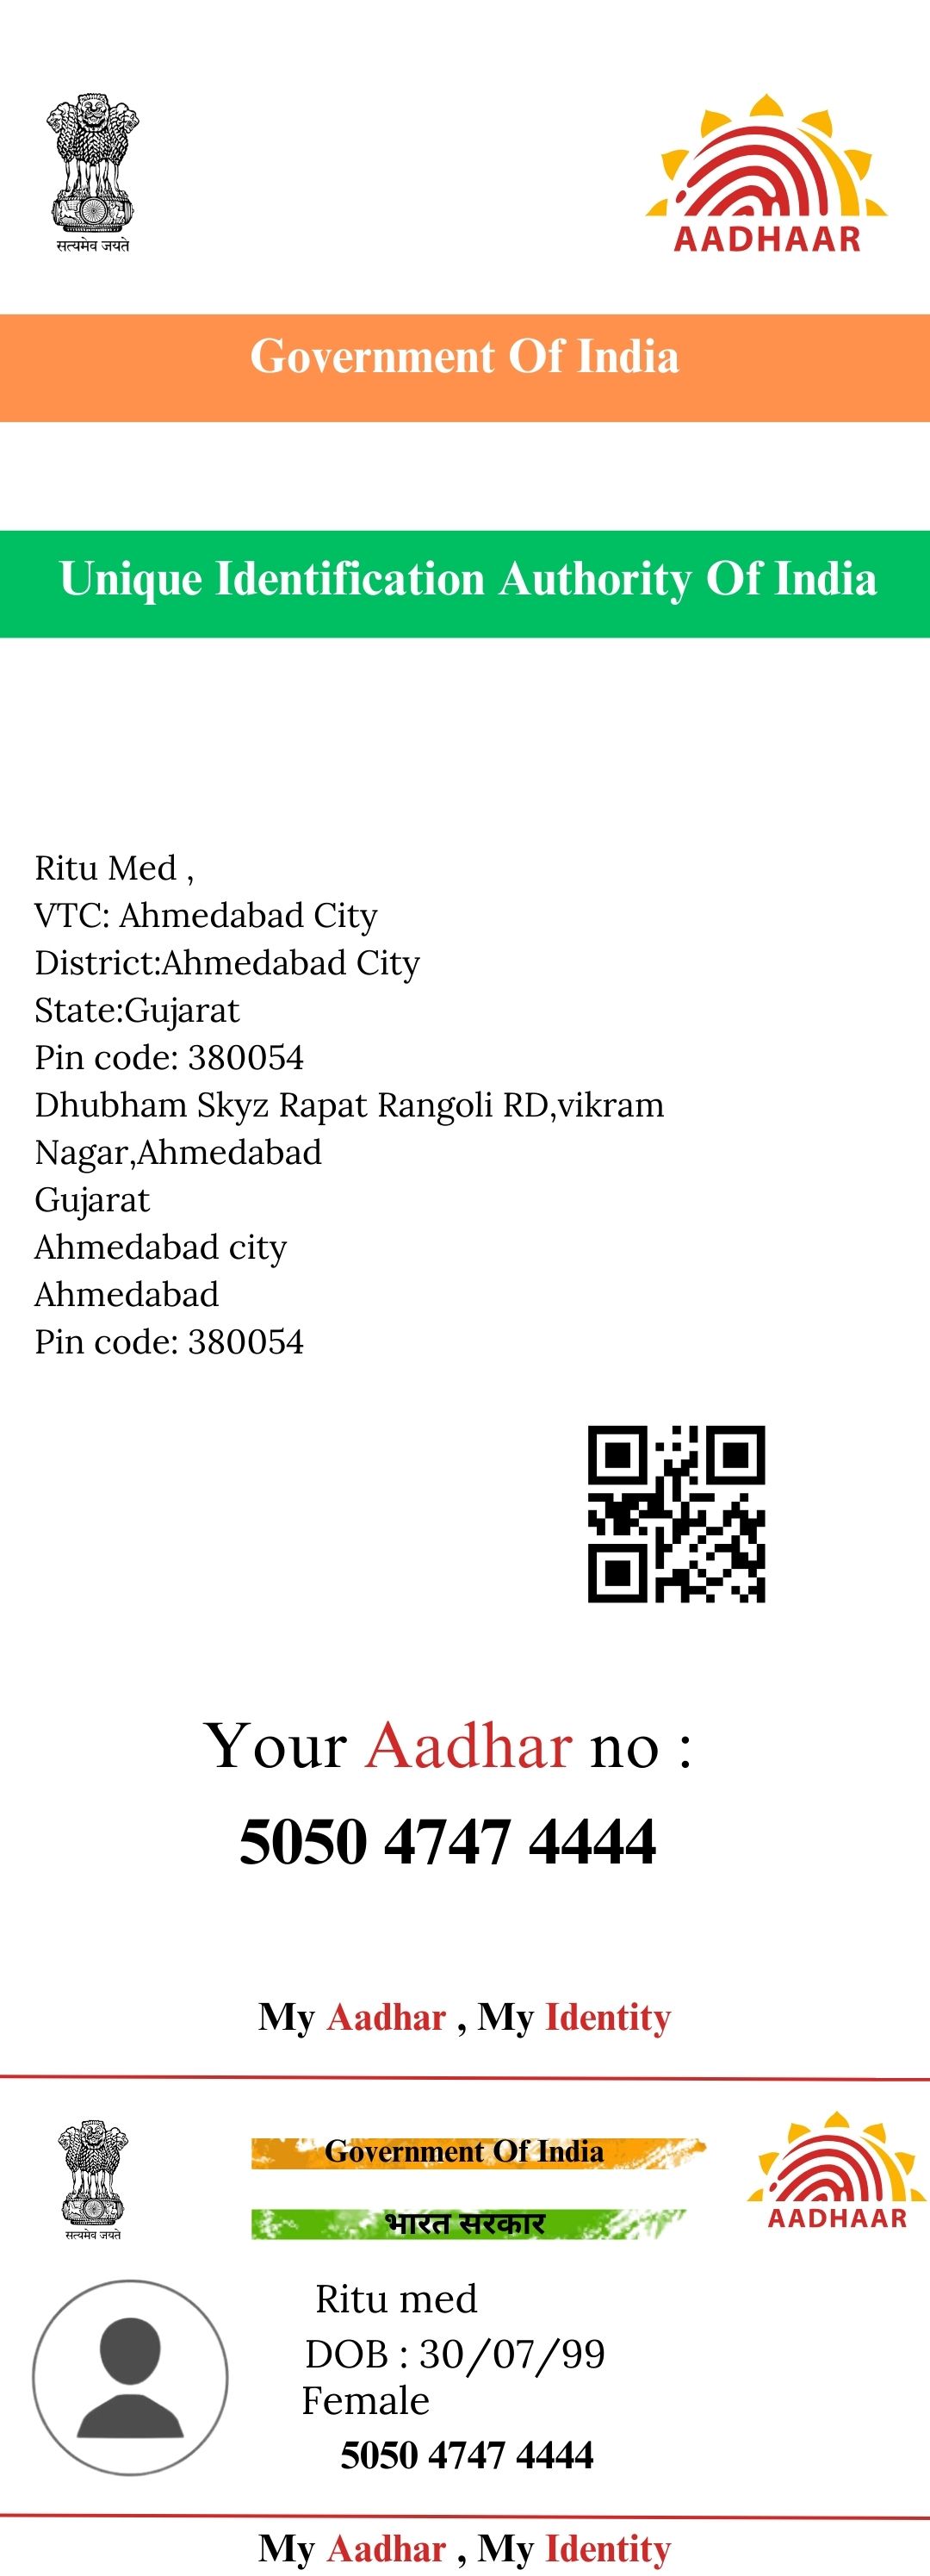 सत्यमेव जयते
AADHAAR
Government Of India
Unique Identification Authority Of India
Ritu Med ,
VTC: Ahmedabad City
District:Ahmedabad City
State:Gujarat
Pin code: 380054
Dhubham Skyz Rapat Rangoli RD,vikram
Nagar,Ahmedabad
Gujarat
Ahmedabad city
Ahmedabad
Pin code: 380054
Your Aadhar no :
5050 4747 4444
My Aadhar , My Identity
Government Of India
सत्यमेव जयते
AADHAAR
भारत सरकार
Ritu med
DOB : 30/07/99
Female
5050 4747 4444
My Aadhar , My Identity